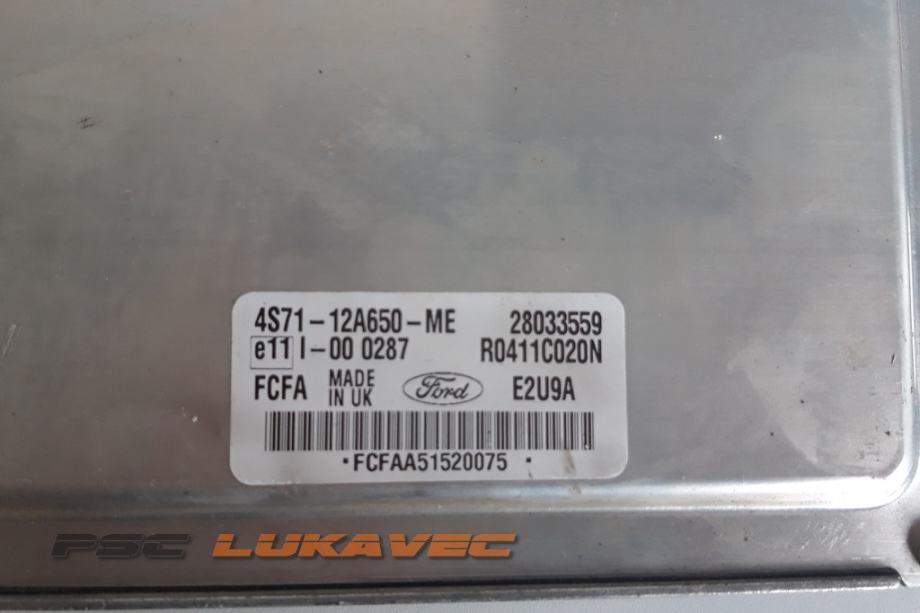 4S71-12A650-ME 28033559
e11 I-00 0287 R0411C020N
FCFA MADE IN UK Ford E2U9A
·FCFAA51520075 ·
PSC LUKAVEC